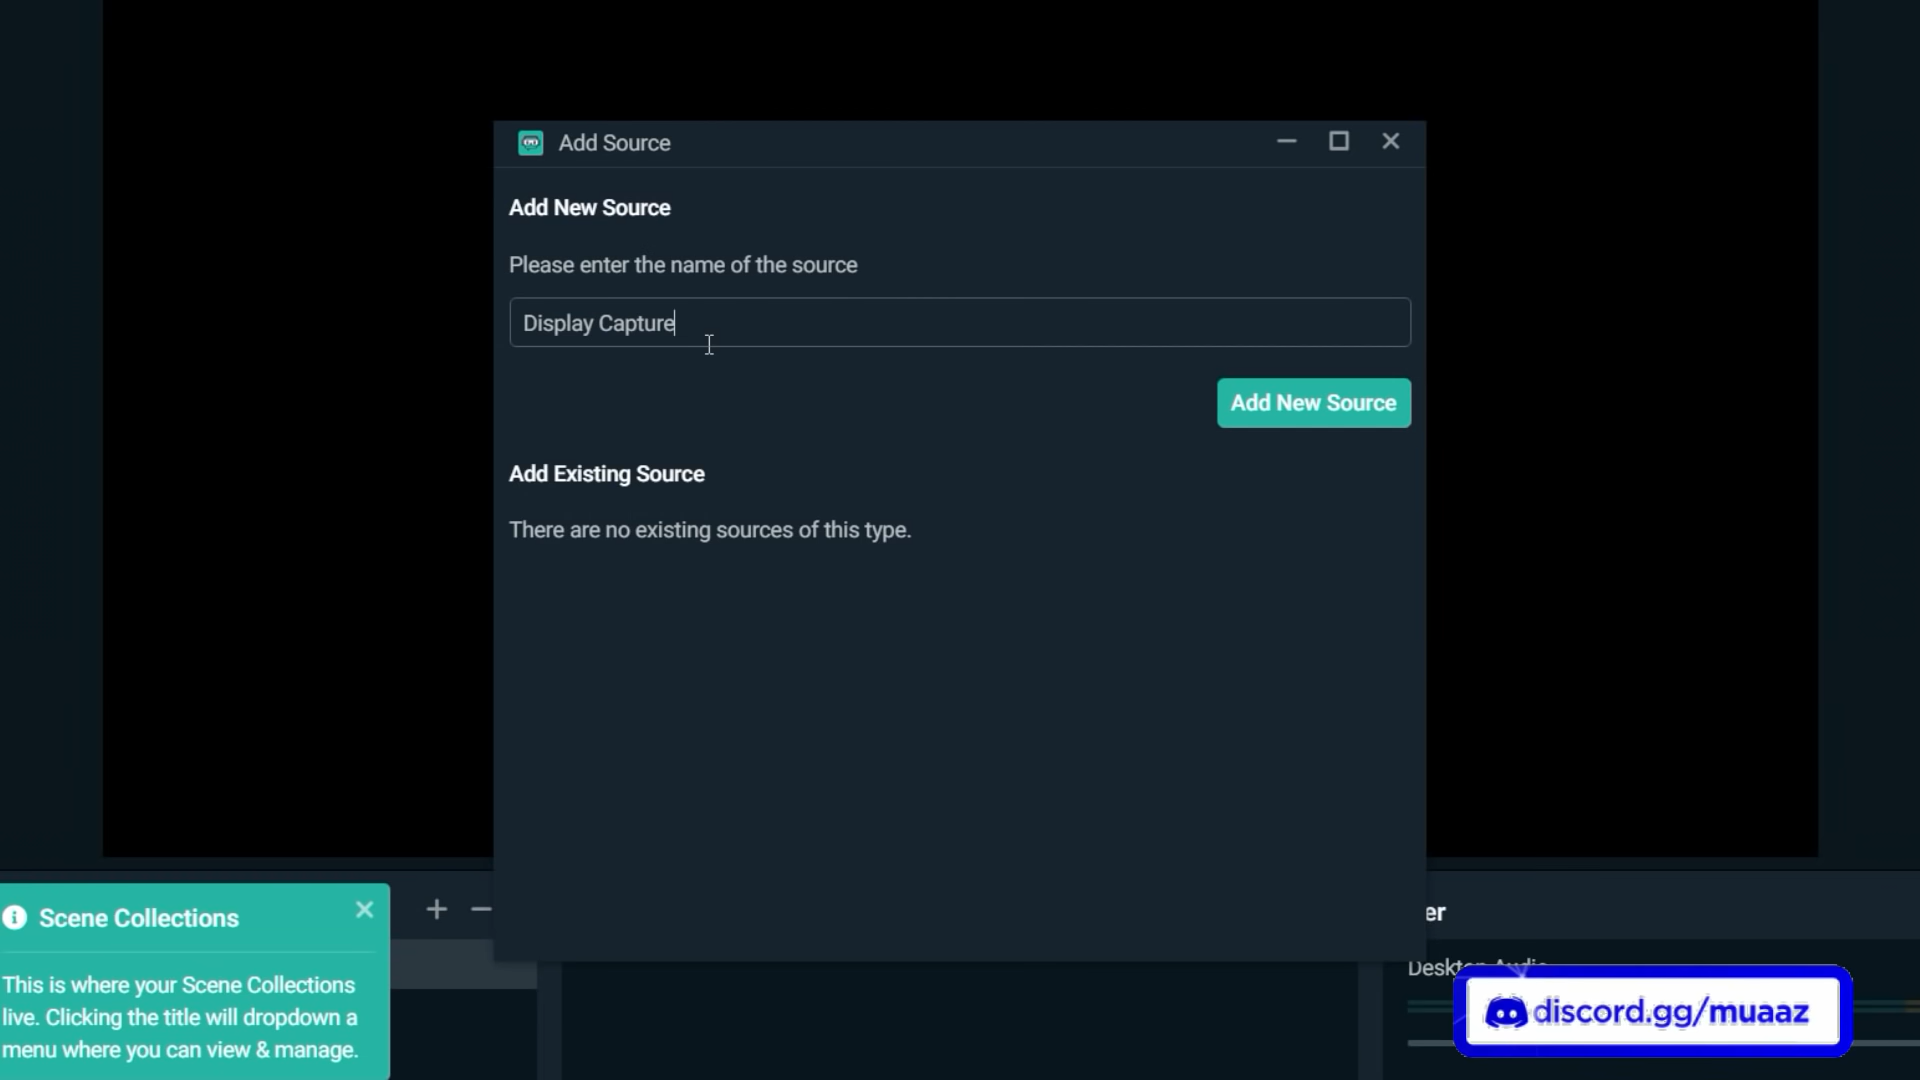 Add Source
Add New Source
Please enter the name of the source
Display Capture
Add New Source
Add Existing Source
There are no existing sources of this type.
Scene Collections
This is where your Scene Collections
live. Clicking the title will dropdown a
menu where you can view & manage.
er
Desktop Audio
discord.gg/muaaz